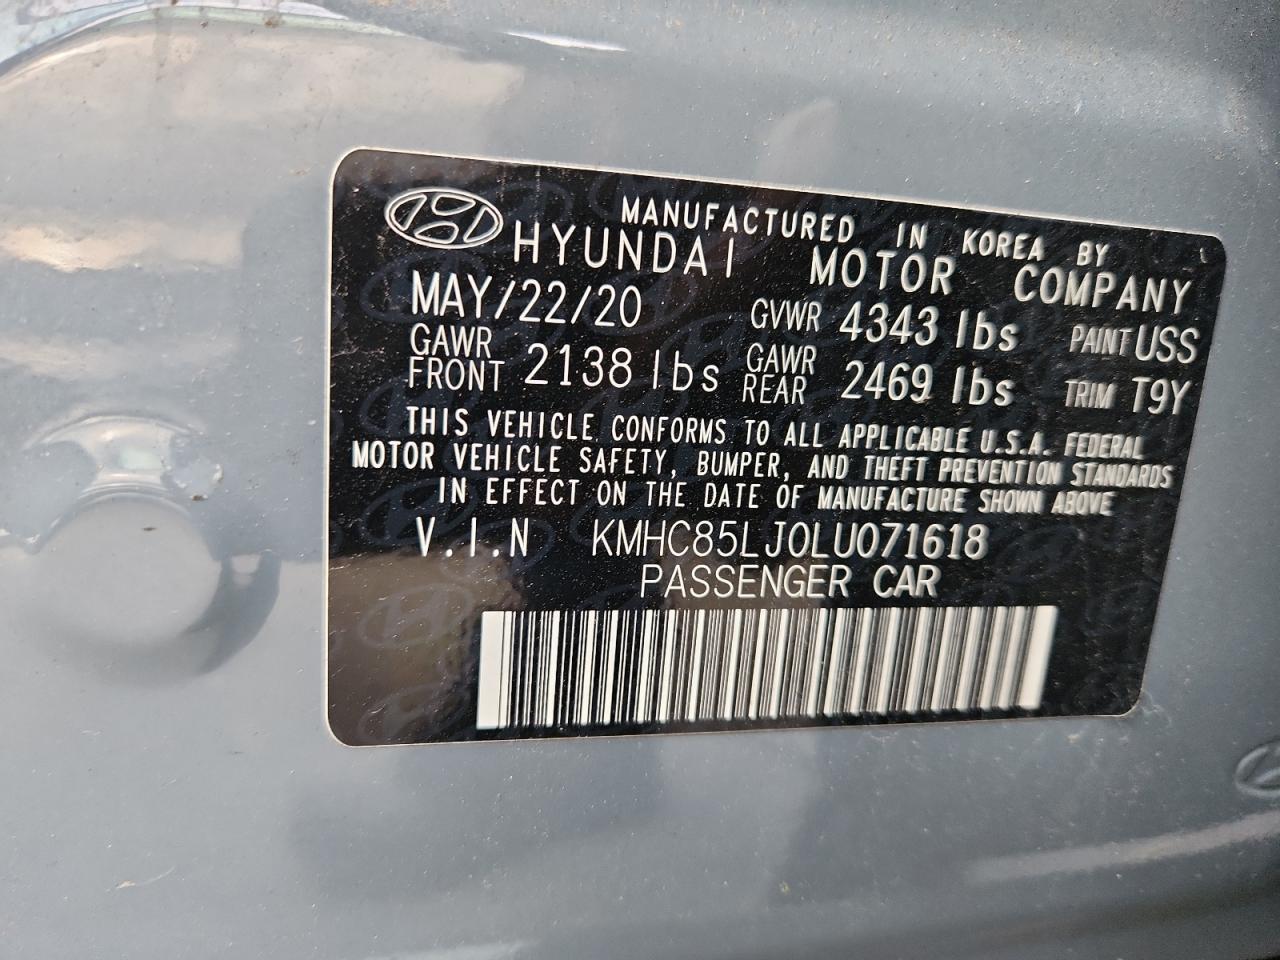 MANUFACTURED IN KOREA BY
HYUNDAI MOTOR COMPANY
MAY/22/20 GVWR 4343 lbs PAINT USS
GAWR FRONT 2138 lbs GAWR REAR 2469 lbs TRIM T9Y
THIS VEHICLE CONFORMS TO ALL APPLICABLE U.S.A. FEDERAL
MOTOR VEHICLE SAFETY, BUMPER, AND THEFT PREVENTION STANDARDS
IN EFFECT ON THE DATE OF MANUFACTURE SHOWN ABOVE
V.I.N KMHC85LJ0LU071618
PASSENGER CAR